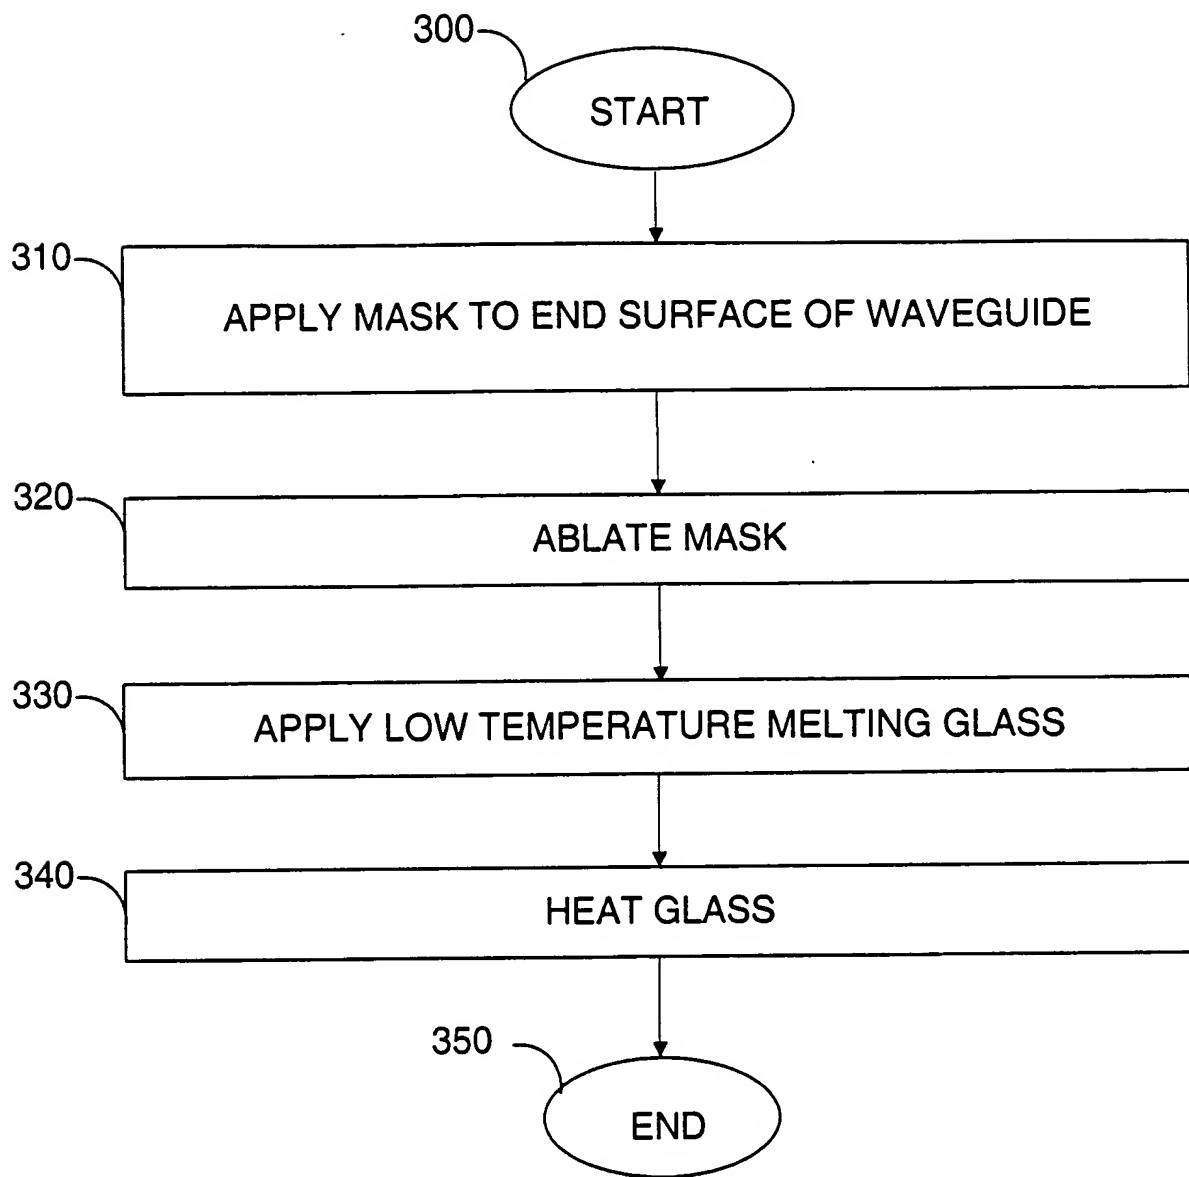 300
START
310
APPLY MASK TO END SURFACE OF WAVEGUIDE
320
ABLATE MASK
330
APPLY LOW TEMPERATURE MELTING GLASS
340
HEAT GLASS
350
END